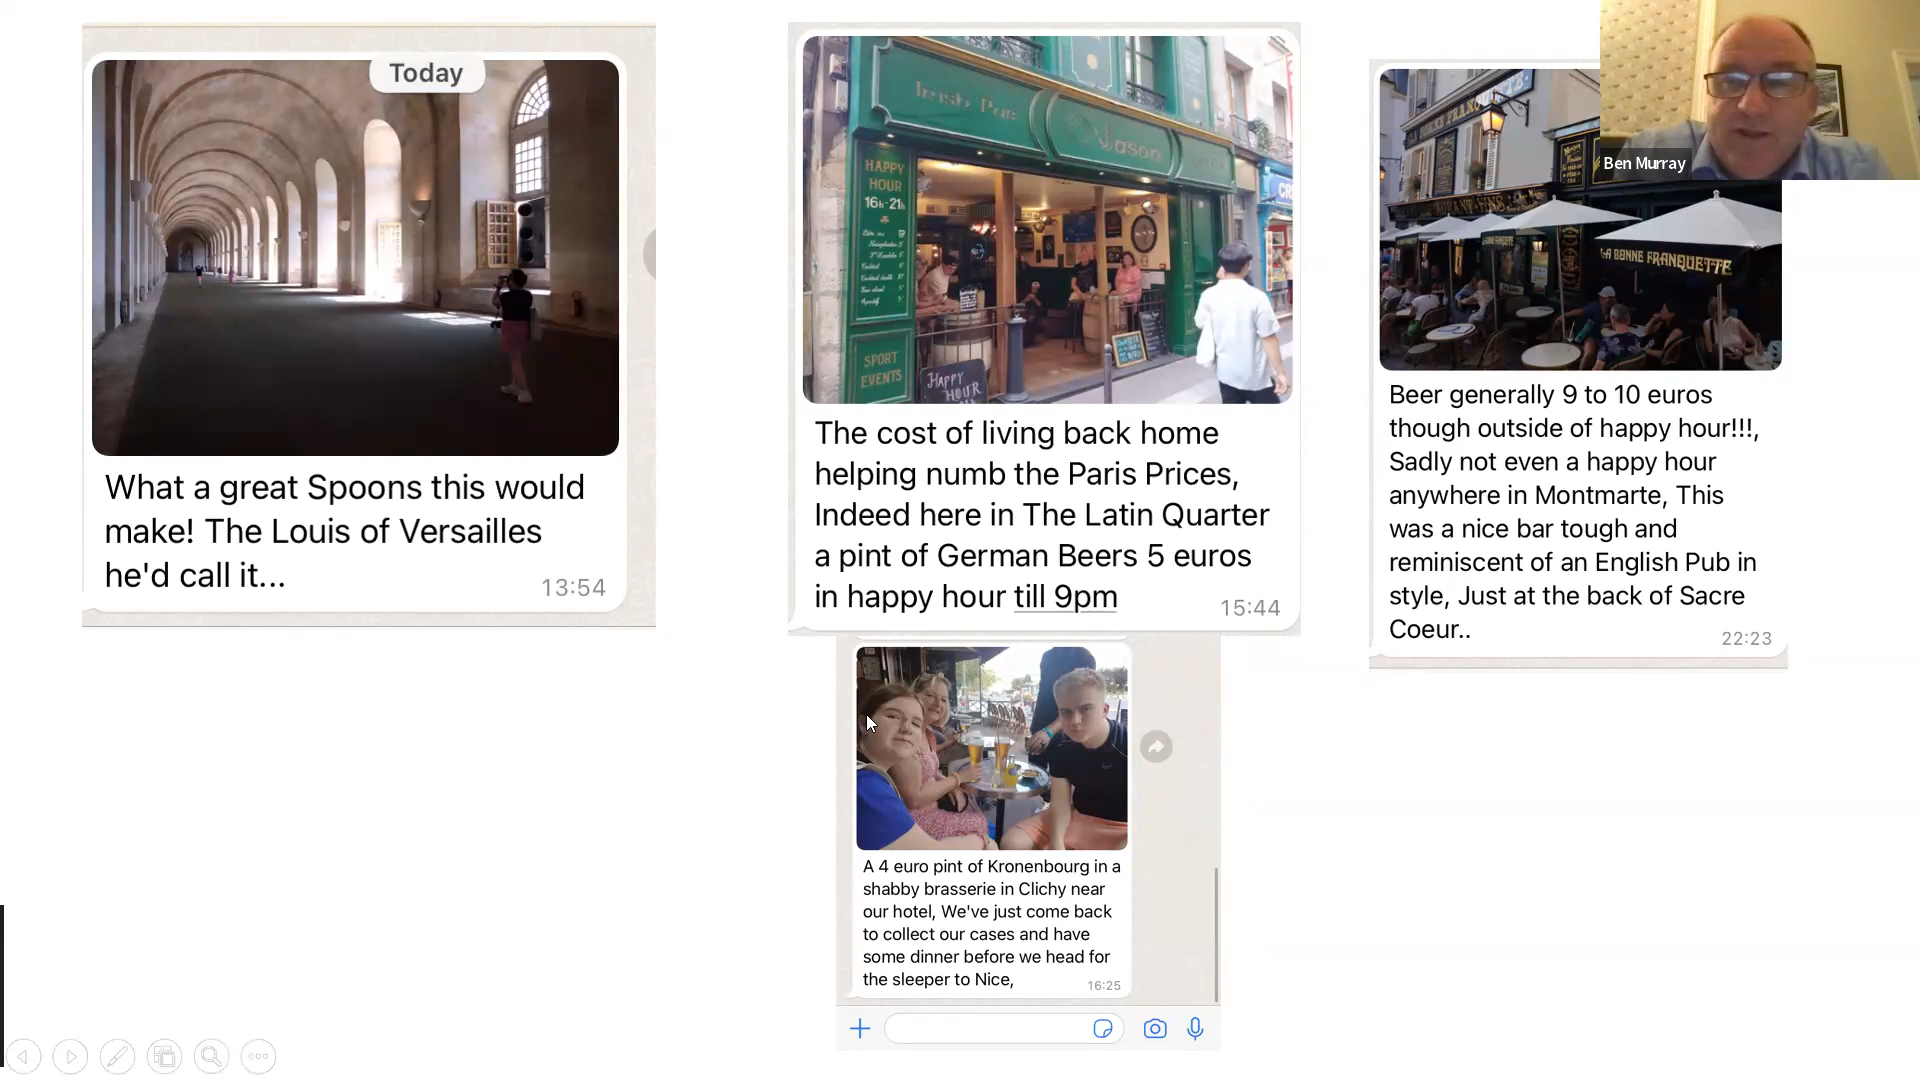 Today
What a great Spoons this would
make! The Louis of Versailles
he'd call it...
13:54
Irish Pub
Jason
HAPPY
HOUR
16h-21h
SPORT
EVENTS
HAPPY
HOUR
The cost of living back home
helping numb the Paris Prices,
Indeed here in The Latin Quarter
a pint of German Beers 5 euros
in happy hour till 9pm
15:44
A 4 euro pint of Kronenbourg in a
shabby brasserie in Clichy near
our hotel, We've just come back
to collect our cases and have
some dinner before we head for
the sleeper to Nice,
16:25
LA BONNE FRANQUETTE
Beer generally 9 to 10 euros
though outside of happy hour!!!,
Sadly not even a happy hour
anywhere in Montmarte, This
was a nice bar tough and
reminiscent of an English Pub in
style, Just at the back of Sacre
Coeur..
22:23
Ben Murray